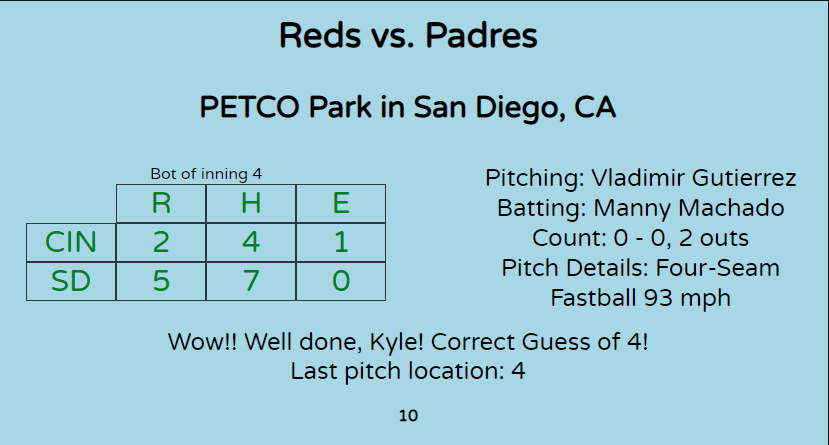 Reds vs. Padres
PETCO Park in San Diego, CA
Bot of inning 4
R H E
CIN 2 4 1
SD 5 7 0
Pitching: Vladimir Gutierrez
Batting: Manny Machado
Count: 0 - 0, 2 outs
Pitch Details: Four-Seam
Fastball 93 mph
Wow!! Well done, Kyle! Correct Guess of 4!
Last pitch location: 4
10